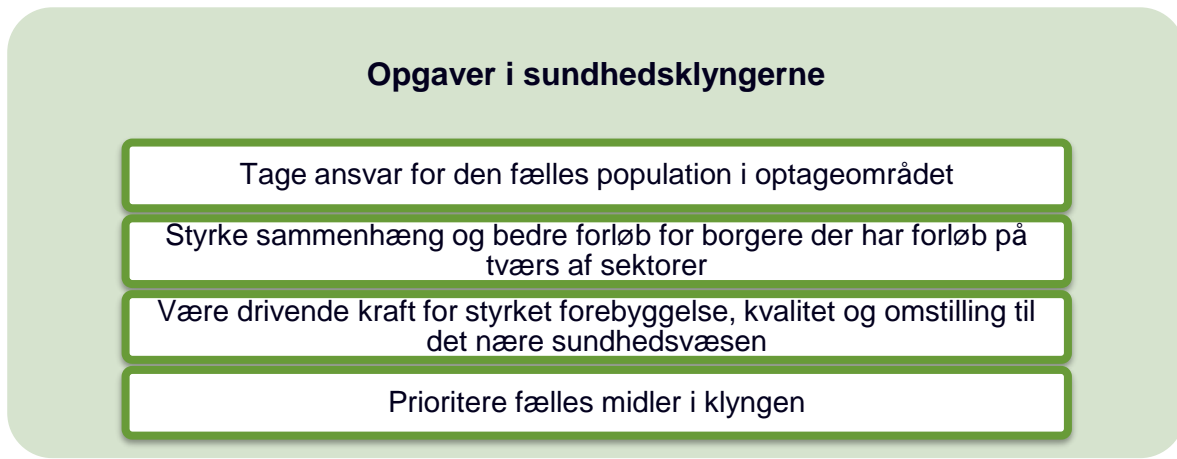 Opgaver i sundhedsklyngerne
Tage ansvar for den fælles population i optageområdet
Styrke sammenhæng og bedre forløb for borgere der har forløb på
tværs af sektorer
Være drivende kraft for styrket forebyggelse, kvalitet og omstilling til
det nære sundhedsvæsen
Prioritere fælles midler i klyngen